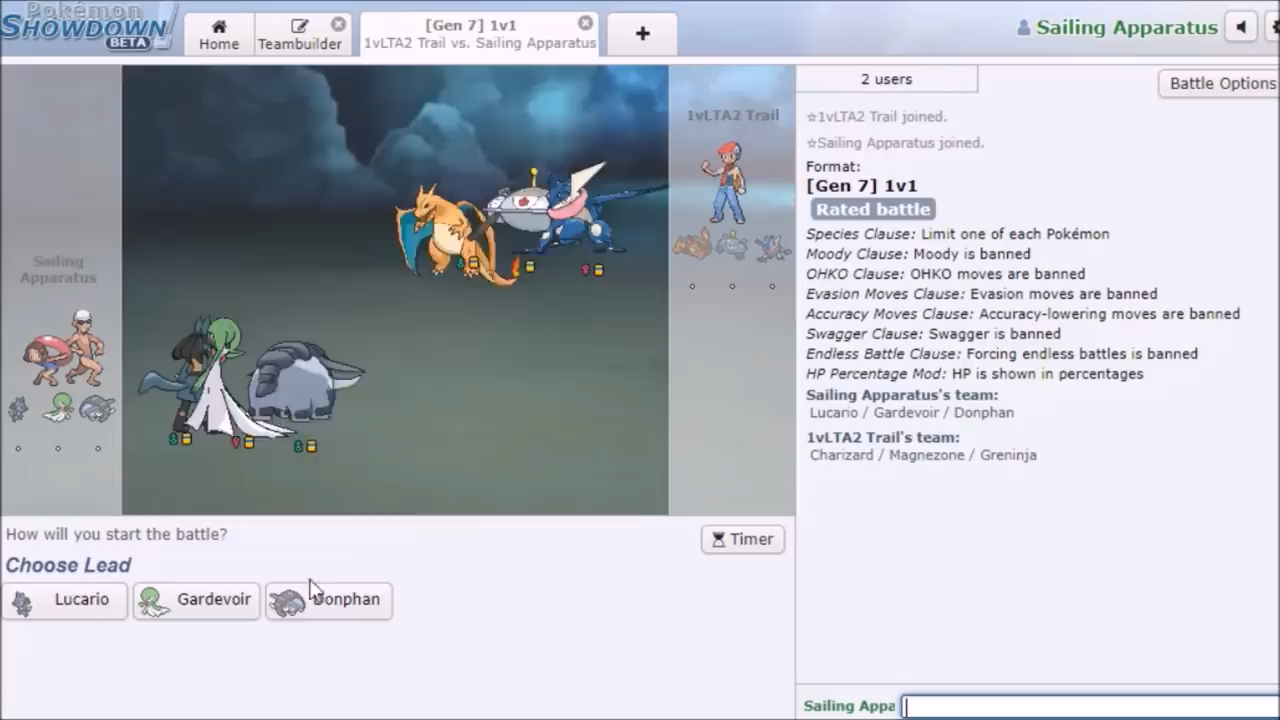 Pokémon
SHOWDOWN
BETA
Home
Teambuilder
[Gen 7] 1v1
1vLTA2 Trail vs. Sailing Apparatus
+
Sailing Apparatus
2 users
Battle Options
1vLTA2 Trail
Sailing
Apparatus
☆1vLTA2 Trail joined.
☆Sailing Apparatus joined.
Format:
[Gen 7] 1v1
Rated battle
Species Clause: Limit one of each Pokémon
Moody Clause: Moody is banned
OHKO Clause: OHKO moves are banned
Evasion Moves Clause: Evasion moves are banned
Accuracy Moves Clause: Accuracy-lowering moves are banned
Swagger Clause: Swagger is banned
Endless Battle Clause: Forcing endless battles is banned
HP Percentage Mod: HP is shown in percentages
Sailing Apparatus's team:
Lucario / Gardevoir / Donphan
1vLTA2 Trail's team:
Charizard / Magnezone / Greninja
How will you start the battle?
Timer
Choose Lead
Lucario
Gardevoir
Donphan
Sailing Appa